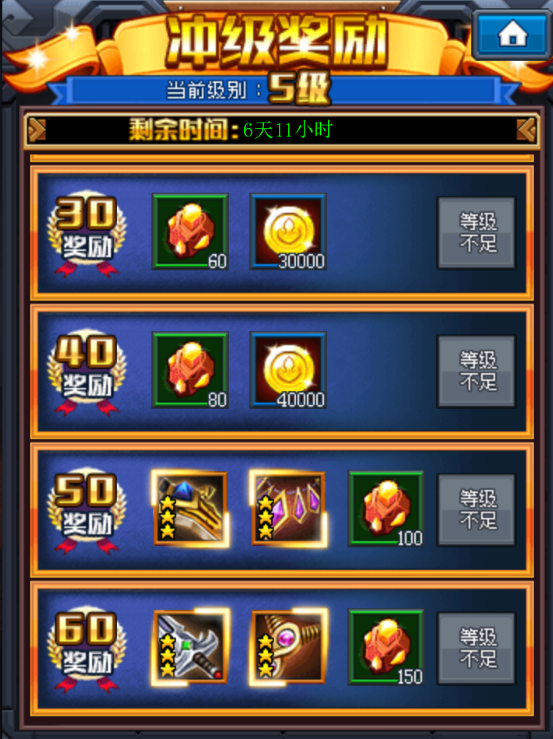 冲级奖励
当前级别：5级
剩余时间:6天11小时
30
奖励
60
30000
等级
不足
40
奖励
80
40000
等级
不足
50
奖励
100
等级
不足
60
奖励
150
等级
不足